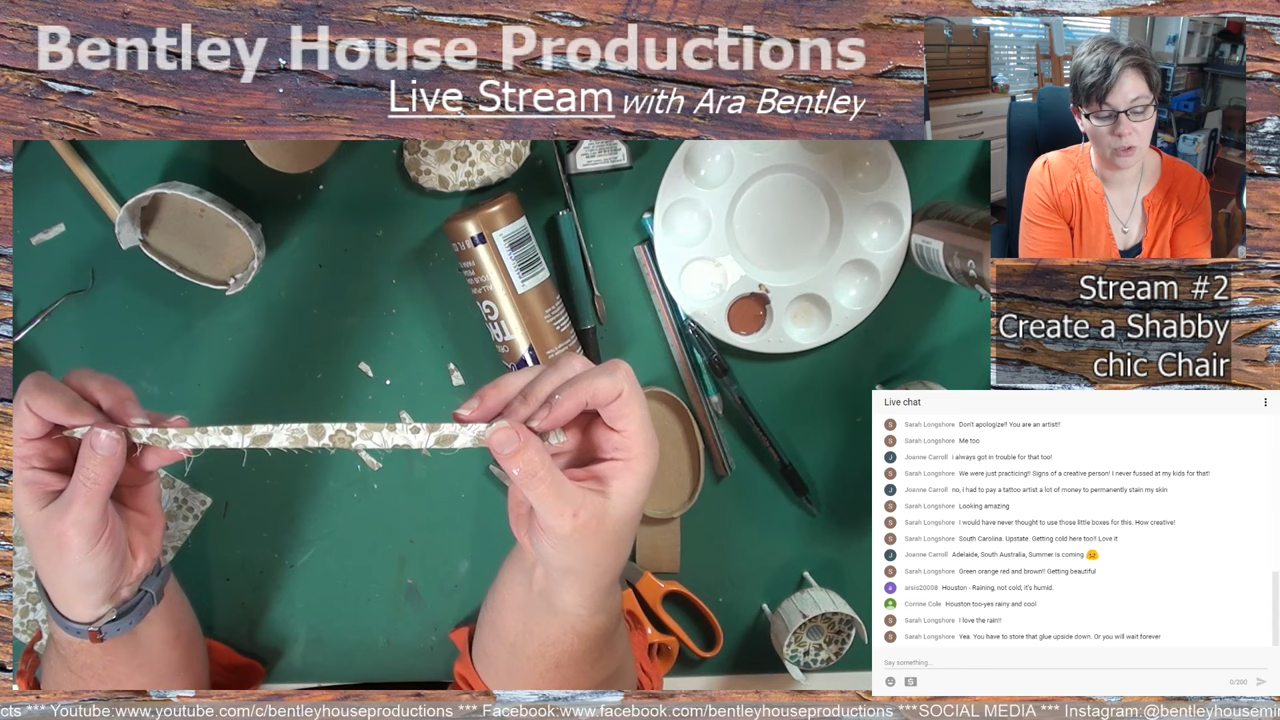 Bentley House Productions
Live Stream with Ara Bentley
Stream #2
Create a Shabby
chic Chair
Live chat
Sarah Longshore Don't apologize!! You are an artist!!
Sarah Longshore Me too
Joanne Carroll i always got in trouble for that too!
Sarah Longshore We were just practicing!! Signs of a creative person! I never fussed at my kids for that!
Joanne Carroll no, i had to pay a tattoo artist a lot of money to permanently stain my skin
Sarah Longshore Looking amazing
Sarah Longshore I would have never thought to use those little boxes for this. How creative!
Sarah Longshore South Carolina. Upstate. Getting cold here too!! Love it
Joanne Carroll Adelaide, South Australia, Summer is coming
Sarah Longshore Green orange red and brown!! Getting beautiful
arsis20008 Houston - Raining, not cold; it's humid.
Corrine Cole Houston too-yes rainy and cool
Sarah Longshore I love the rain!!
Sarah Longshore Yea. You have to store that glue upside down. Or you will wait forever
Say something...
0/200
cts *** Youtube:www.youtube.com/c/bentleyhouseproductions *** Facebook:www.facebook.com/bentleyhouseproductions ***SOCIAL MEDIA *** Instagram:@bentleyhousemi